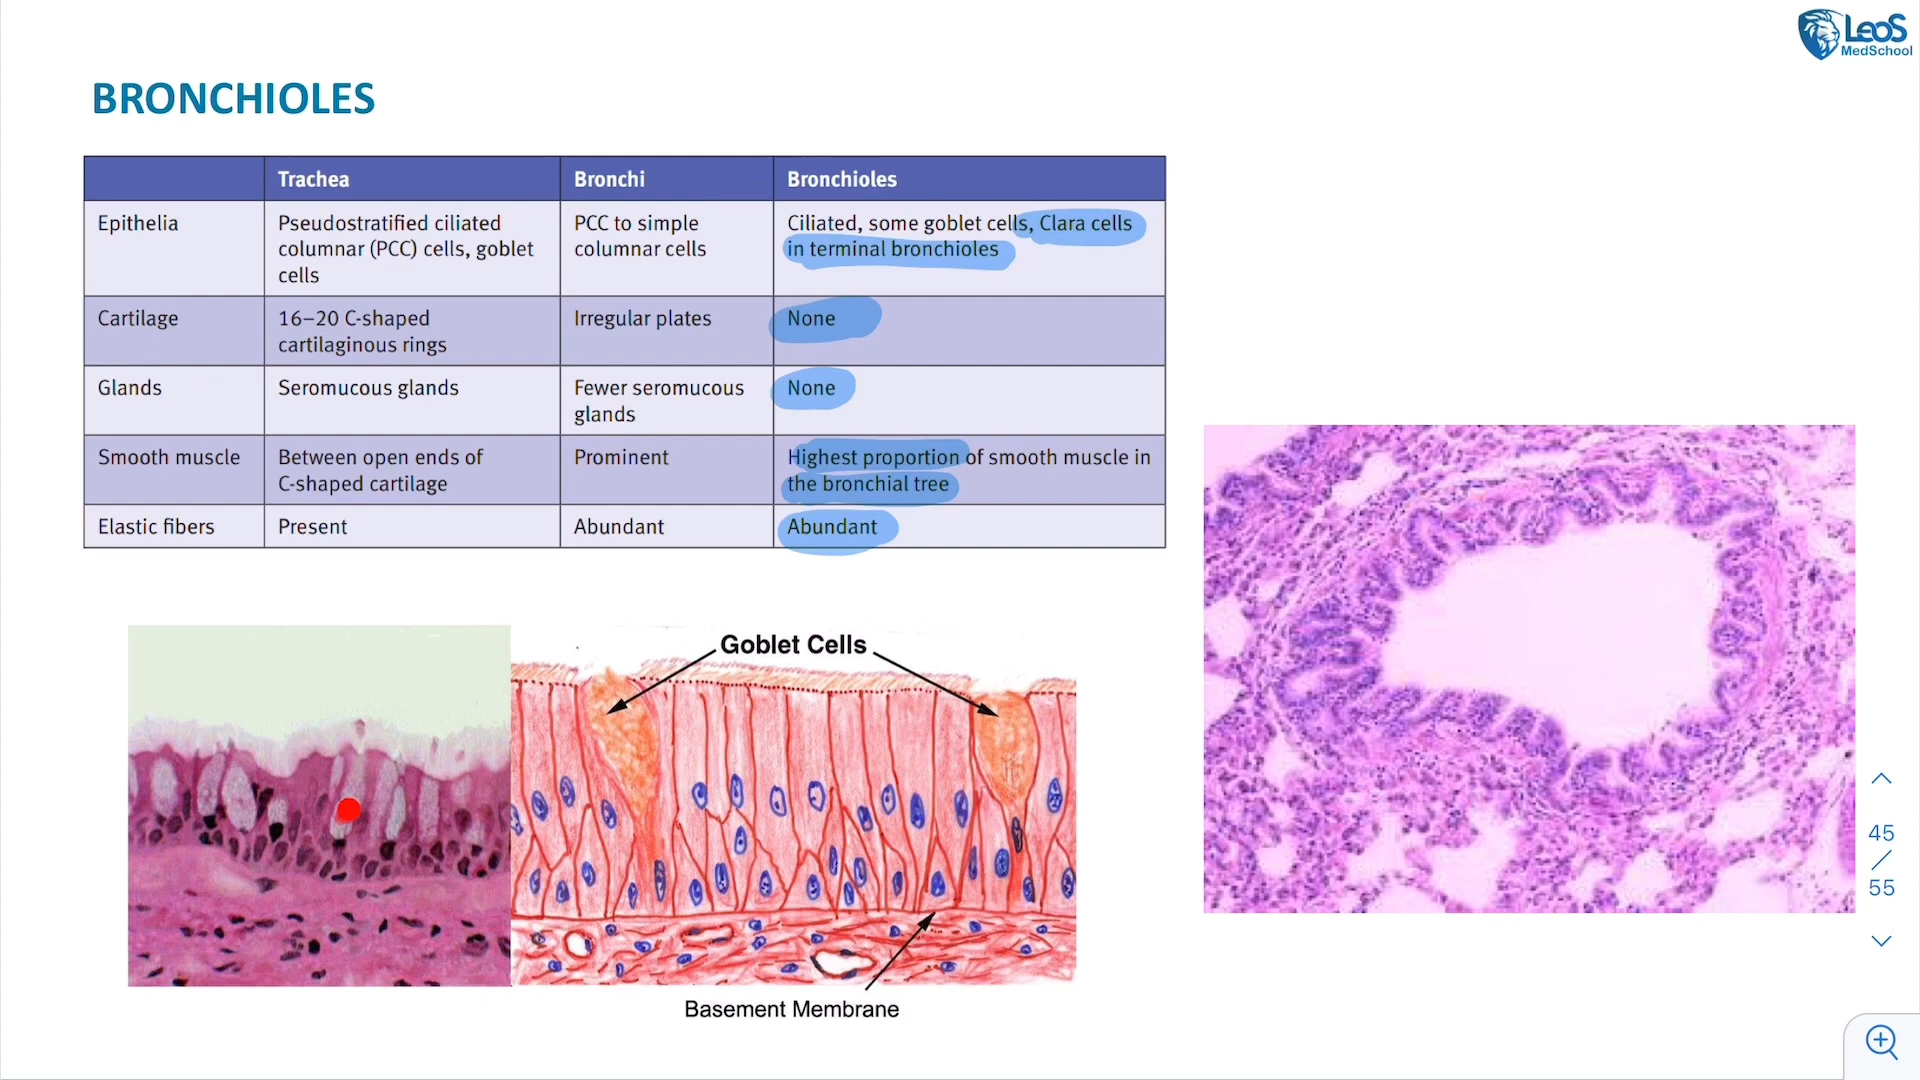 LeoS
MedSchool
BRONCHIOLES
Trachea
Bronchi
Bronchioles
Epithelia
Pseudostratified ciliated
columnar (PCC) cells, goblet
cells
PCC to simple
columnar cells
Ciliated, some goblet cells, Clara cells
in terminal bronchioles
Cartilage
16–20 C-shaped
cartilaginous rings
Irregular plates
None
Glands
Seromucous glands
Fewer seromucous
glands
None
Smooth muscle
Between open ends of
C-shaped cartilage
Prominent
Highest proportion of smooth muscle in
the bronchial tree
Elastic fibers
Present
Abundant
Abundant
Goblet Cells
Basement Membrane
45
/
55